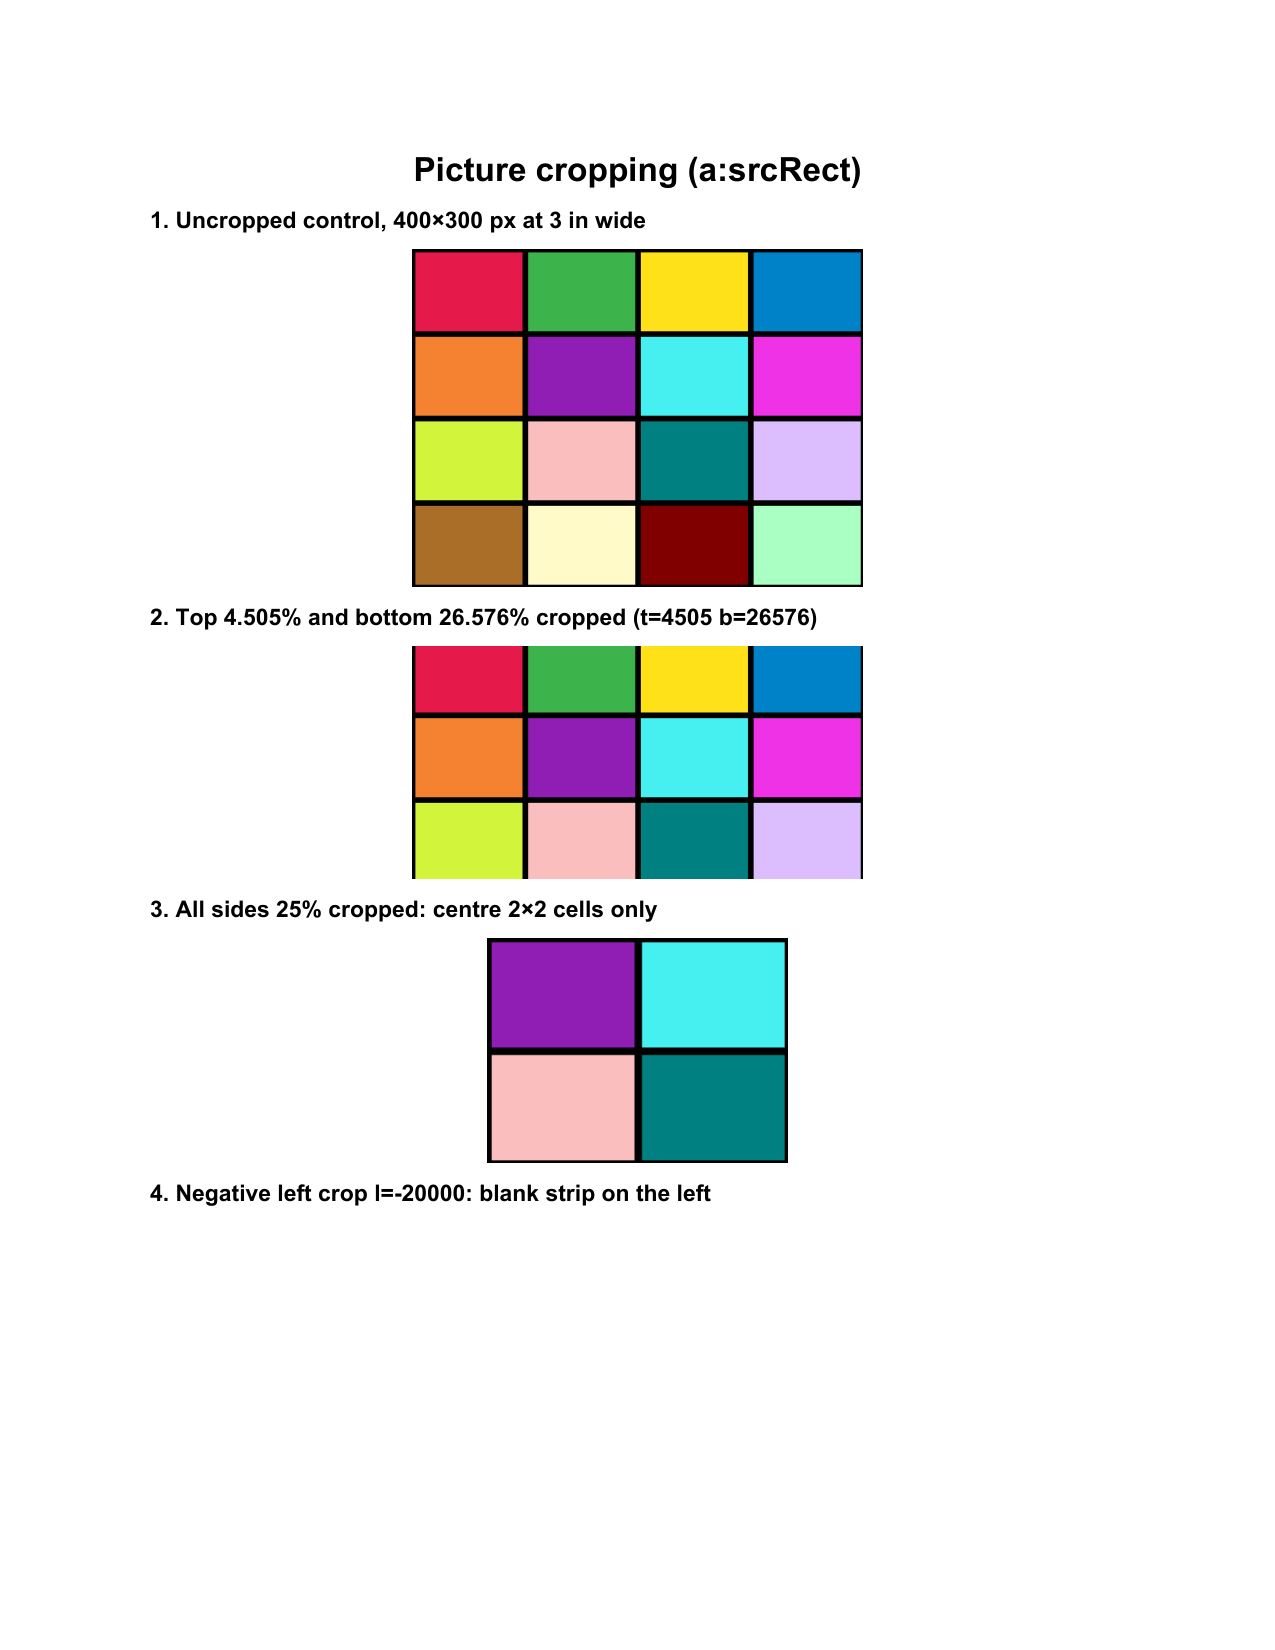 Picture cropping (a:srcRect)
1. Uncropped control, 400×300 px at 3 in wide
2. Top 4.505% and bottom 26.576% cropped (t=4505 b=26576)
3. All sides 25% cropped: centre 2×2 cells only
4. Negative left crop l=-20000: blank strip on the left